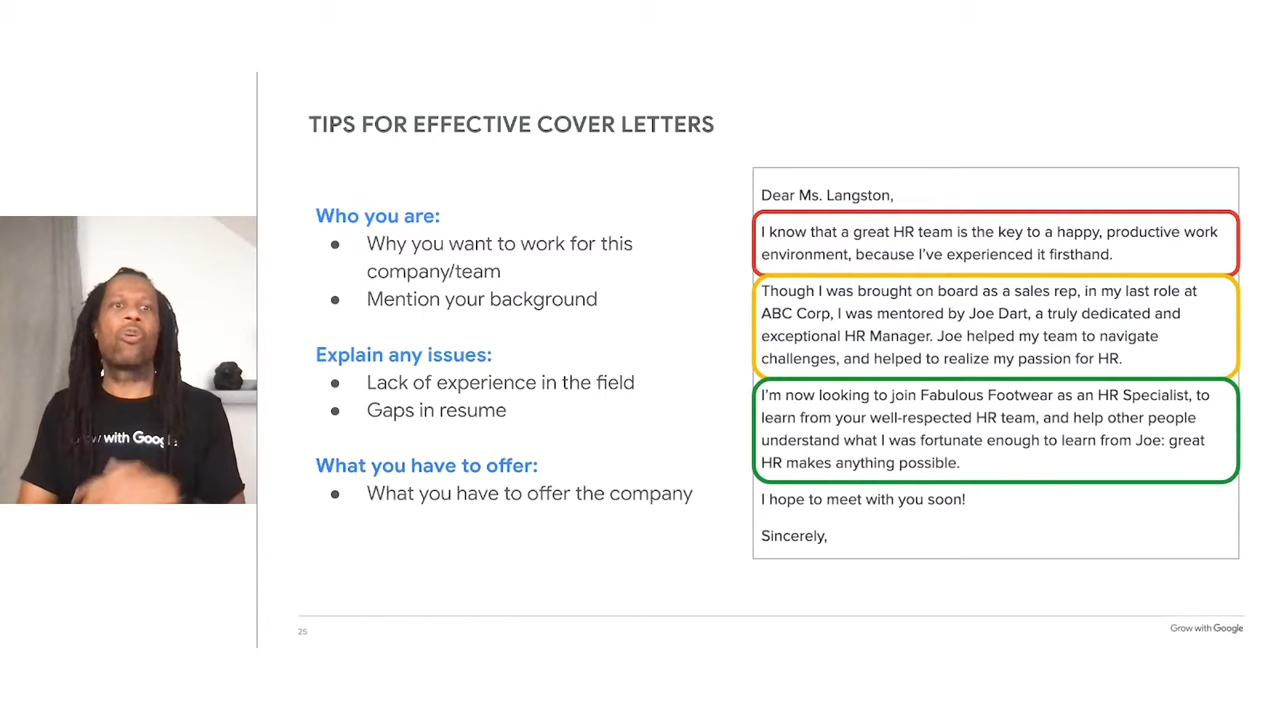 TIPS FOR EFFECTIVE COVER LETTERS
Who you are:
● Why you want to work for this
company/team
● Mention your background
Explain any issues:
● Lack of experience in the field
● Gaps in resume
What you have to offer:
● What you have to offer the company
Dear Ms. Langston,
I know that a great HR team is the key to a happy, productive work
environment, because I’ve experienced it firsthand.
Though I was brought on board as a sales rep, in my last role at
ABC Corp, I was mentored by Joe Dart, a truly dedicated and
exceptional HR Manager. Joe helped my team to navigate
challenges, and helped to realize my passion for HR.
I’m now looking to join Fabulous Footwear as an HR Specialist, to
learn from your well-respected HR team, and help other people
understand what I was fortunate enough to learn from Joe: great
HR makes anything possible.
I hope to meet with you soon!
Sincerely,
Grow with Google
25
Grow with Google